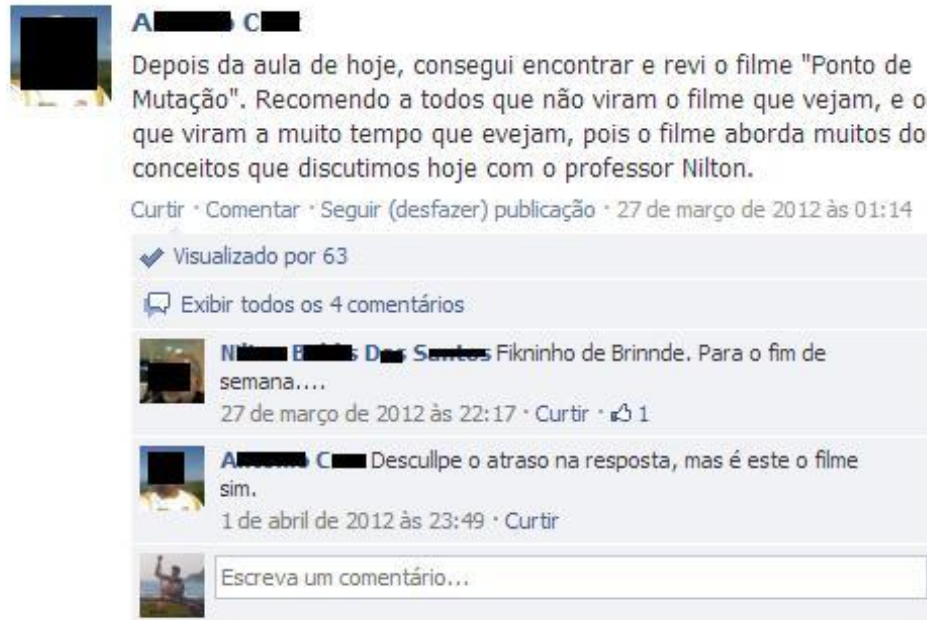 Depois da aula de hoje, consegui encontrar e revi o filme "Ponto de
Mutação". Recomendo a todos que não viram o filme que vejam, e o
que viram a muito tempo que evejam, pois o filme aborda muitos do
conceitos que discutimos hoje com o professor Nilton.
Curtir · Comentar · Seguir (desfazer) publicação · 27 de março de 2012 às 01:14
Visualizado por 63
Exibir todos os 4 comentários
Fikninho de Brinnde. Para o fim de
semana....
27 de março de 2012 às 22:17 · Curtir · 1
Descullpe o atraso na resposta, mas é este o filme
sim.
1 de abril de 2012 às 23:49 · Curtir
Escreva um comentário...